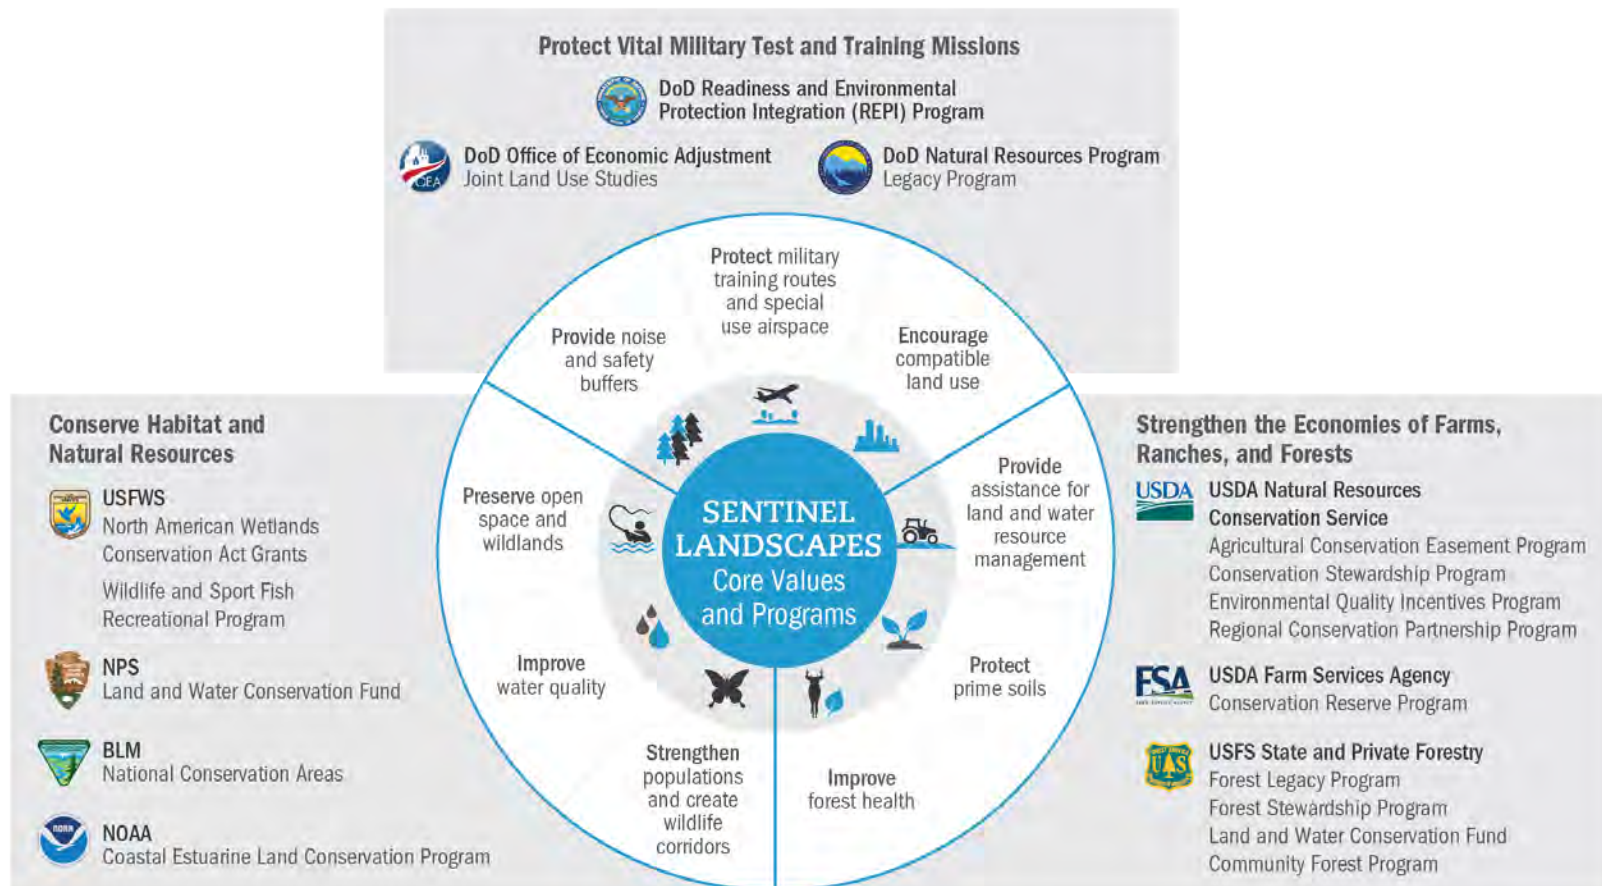 Protect Vital Military Test and Training Missions
DoD Readiness and Environmental
Protection Integration (REPI) Program
OEA
DoD Office of Economic Adjustment
Joint Land Use Studies
DoD Natural Resources Program
Legacy Program
Protect military
training routes
and special
use airspace
Provide noise
and safety
buffers
Encourage
compatible
land use
Conserve Habitat and
Natural Resources
USFWS
North American Wetlands
Conservation Act Grants
Wildlife and Sport Fish
Recreational Program
NPS
Land and Water Conservation Fund
BLM
National Conservation Areas
NOAA
NOAA
Coastal Estuarine Land Conservation Program
Preserve open
space and
wildlands
Improve
water quality
Strengthen
populations
and create
wildlife
corridors
SENTINEL
LANDSCAPES
Core Values
and Programs
Provide
assistance for
land and water
resource
management
Protect
prime soils
Improve
forest health
Strengthen the Economies of Farms,
Ranches, and Forests
USDA
USDA Natural Resources
Conservation Service
Agricultural Conservation Easement Program
Conservation Stewardship Program
Environmental Quality Incentives Program
Regional Conservation Partnership Program
FSA
USDA Farm Services Agency
Conservation Reserve Program
UAS
USFS State and Private Forestry
Forest Legacy Program
Forest Stewardship Program
Land and Water Conservation Fund
Community Forest Program